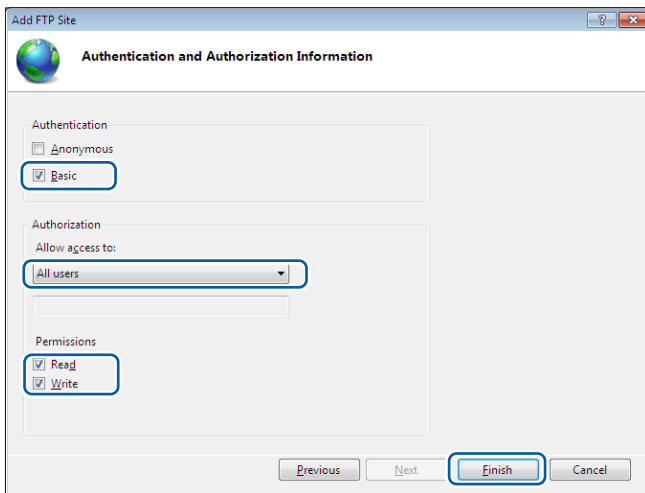 Add FTP Site
Authentication and Authorization Information
Authentication
Anonymous
Basic
Authorization
Allow access to:
All users
Permissions
Read
Write
Previous Next Finish Cancel